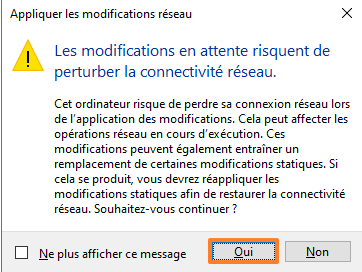 Appliquer les modifications réseau
Les modifications en attente risquent de
perturber la connectivité réseau.
Cet ordinateur risque de perdre sa connexion réseau lors
de l'application des modifications. Cela peut affecter les
opérations réseau en cours d'exécution. Ces
modifications peuvent également entraîner un
remplacement de certaines modifications statiques. Si
cela se produit, vous devrez réappliquer les
modifications statiques afin de restaurer la connectivité
réseau. Souhaitez-vous continuer ?
Ne plus afficher ce message
Oui
Non